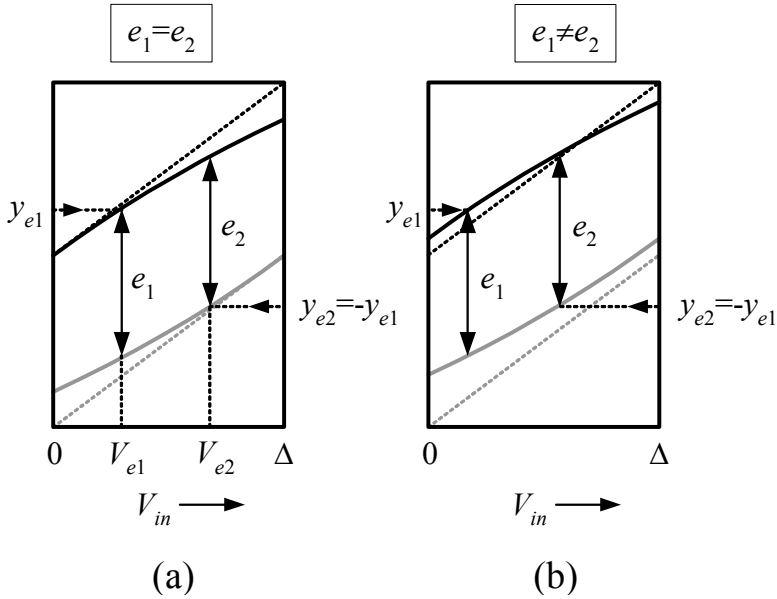 e1=e2
e1≠e2
ye1
e1
e2
ye2=-ye1
0
Ve1
Ve2
Δ
Vin
(a)
ye1
e1
e2
ye2=-ye1
0
Δ
Vin
(b)